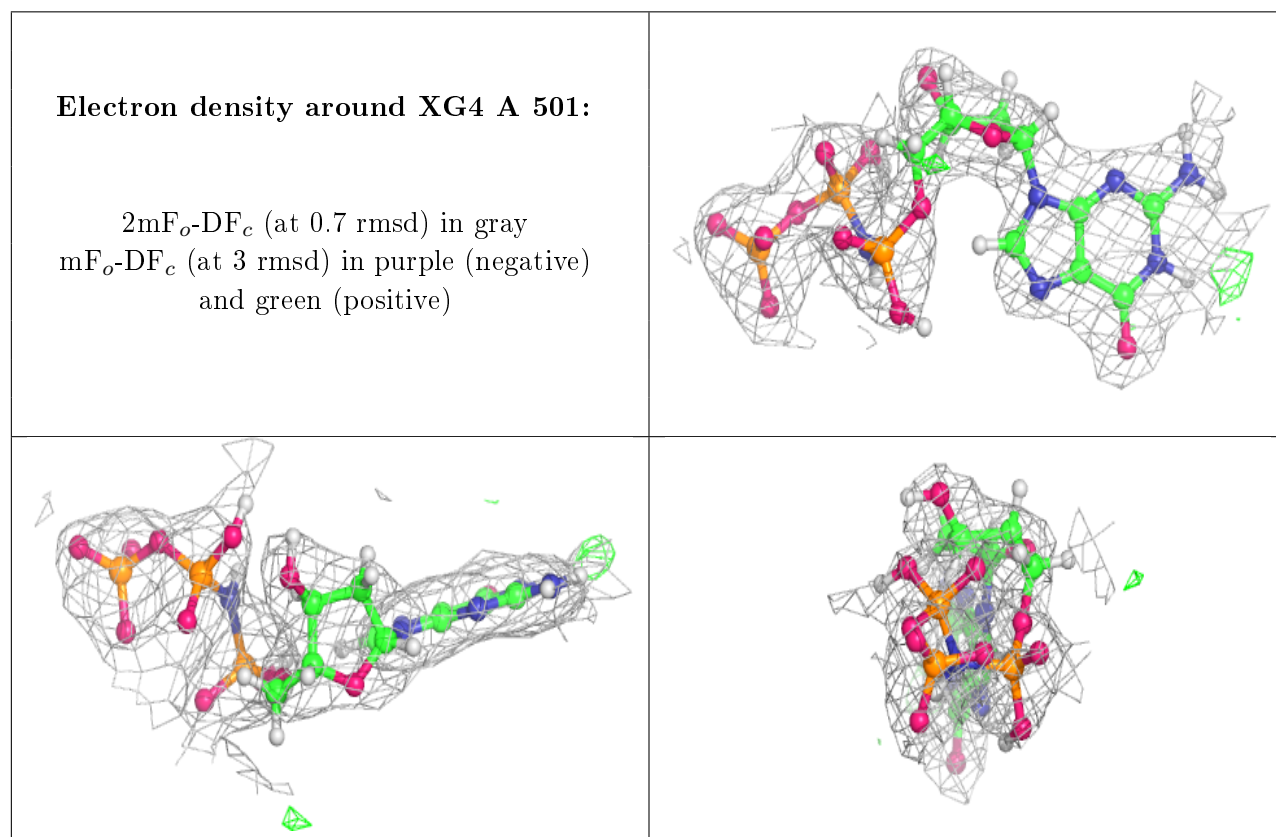 Electron density around XG4 A 501:
2mFo-DFc (at 0.7 rmsd) in gray
mFo-DFc (at 3 rmsd) in purple (negative)
and green (positive)